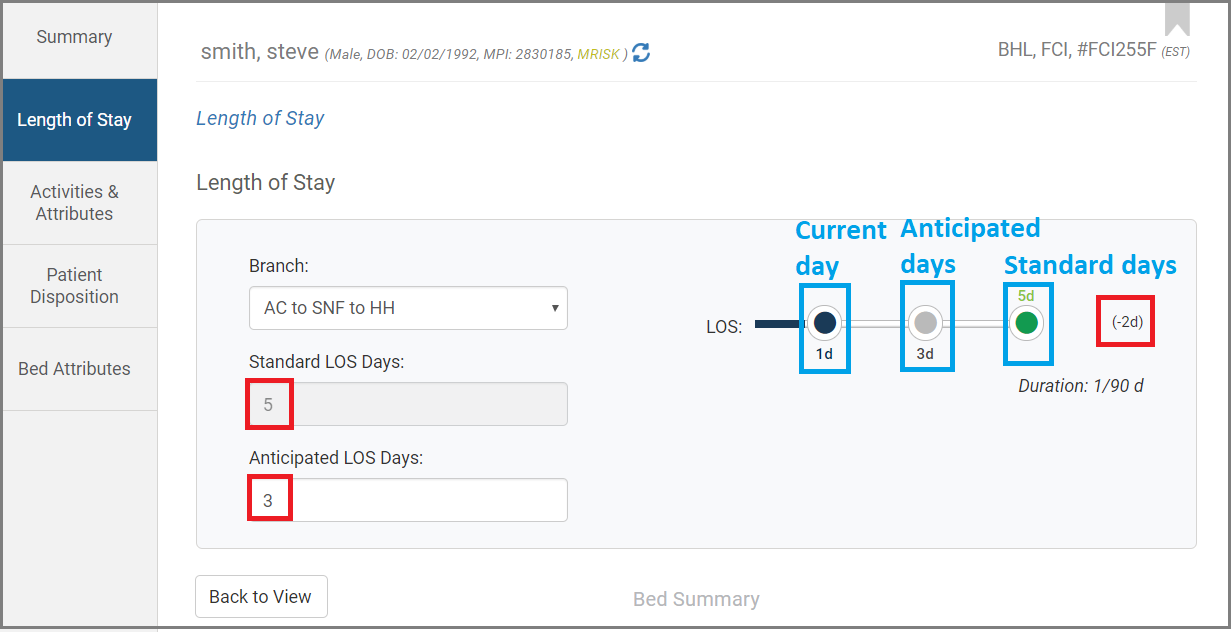 Summary
Length of Stay
Activities &
Attributes
Patient
Disposition
Bed Attributes
smith, steve (Male, DOB: 02/02/1992, MPI: 2830185, MRISK )
BHL, FCI, #FCI255F (EST)
Length of Stay
Length of Stay
Branch:
AC to SNF to HH
Standard LOS Days:
5
Anticipated LOS Days:
3
Current
day
Anticipated
days
Standard days
LOS:
1d
3d
5d
(-2d)
Duration: 1/90 d
Back to View
Bed Summary